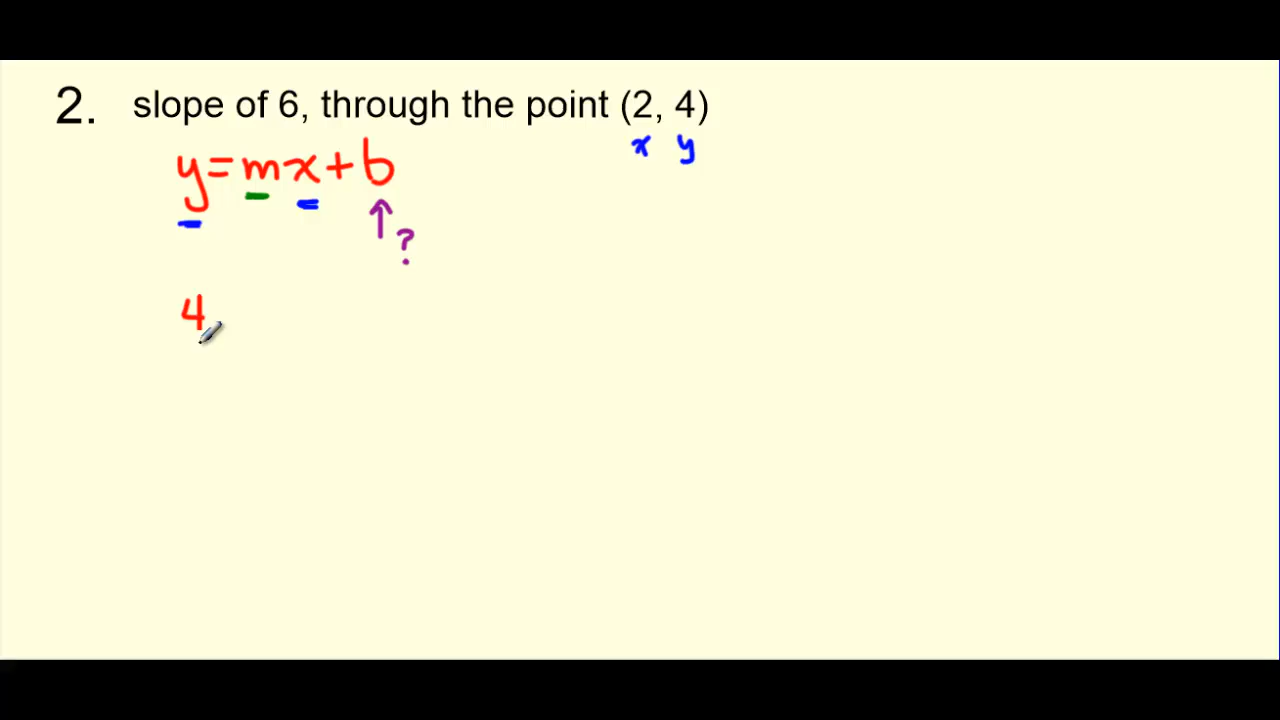 2. slope of 6, through the point (2, 4)
x y
y = mx + b
?
4